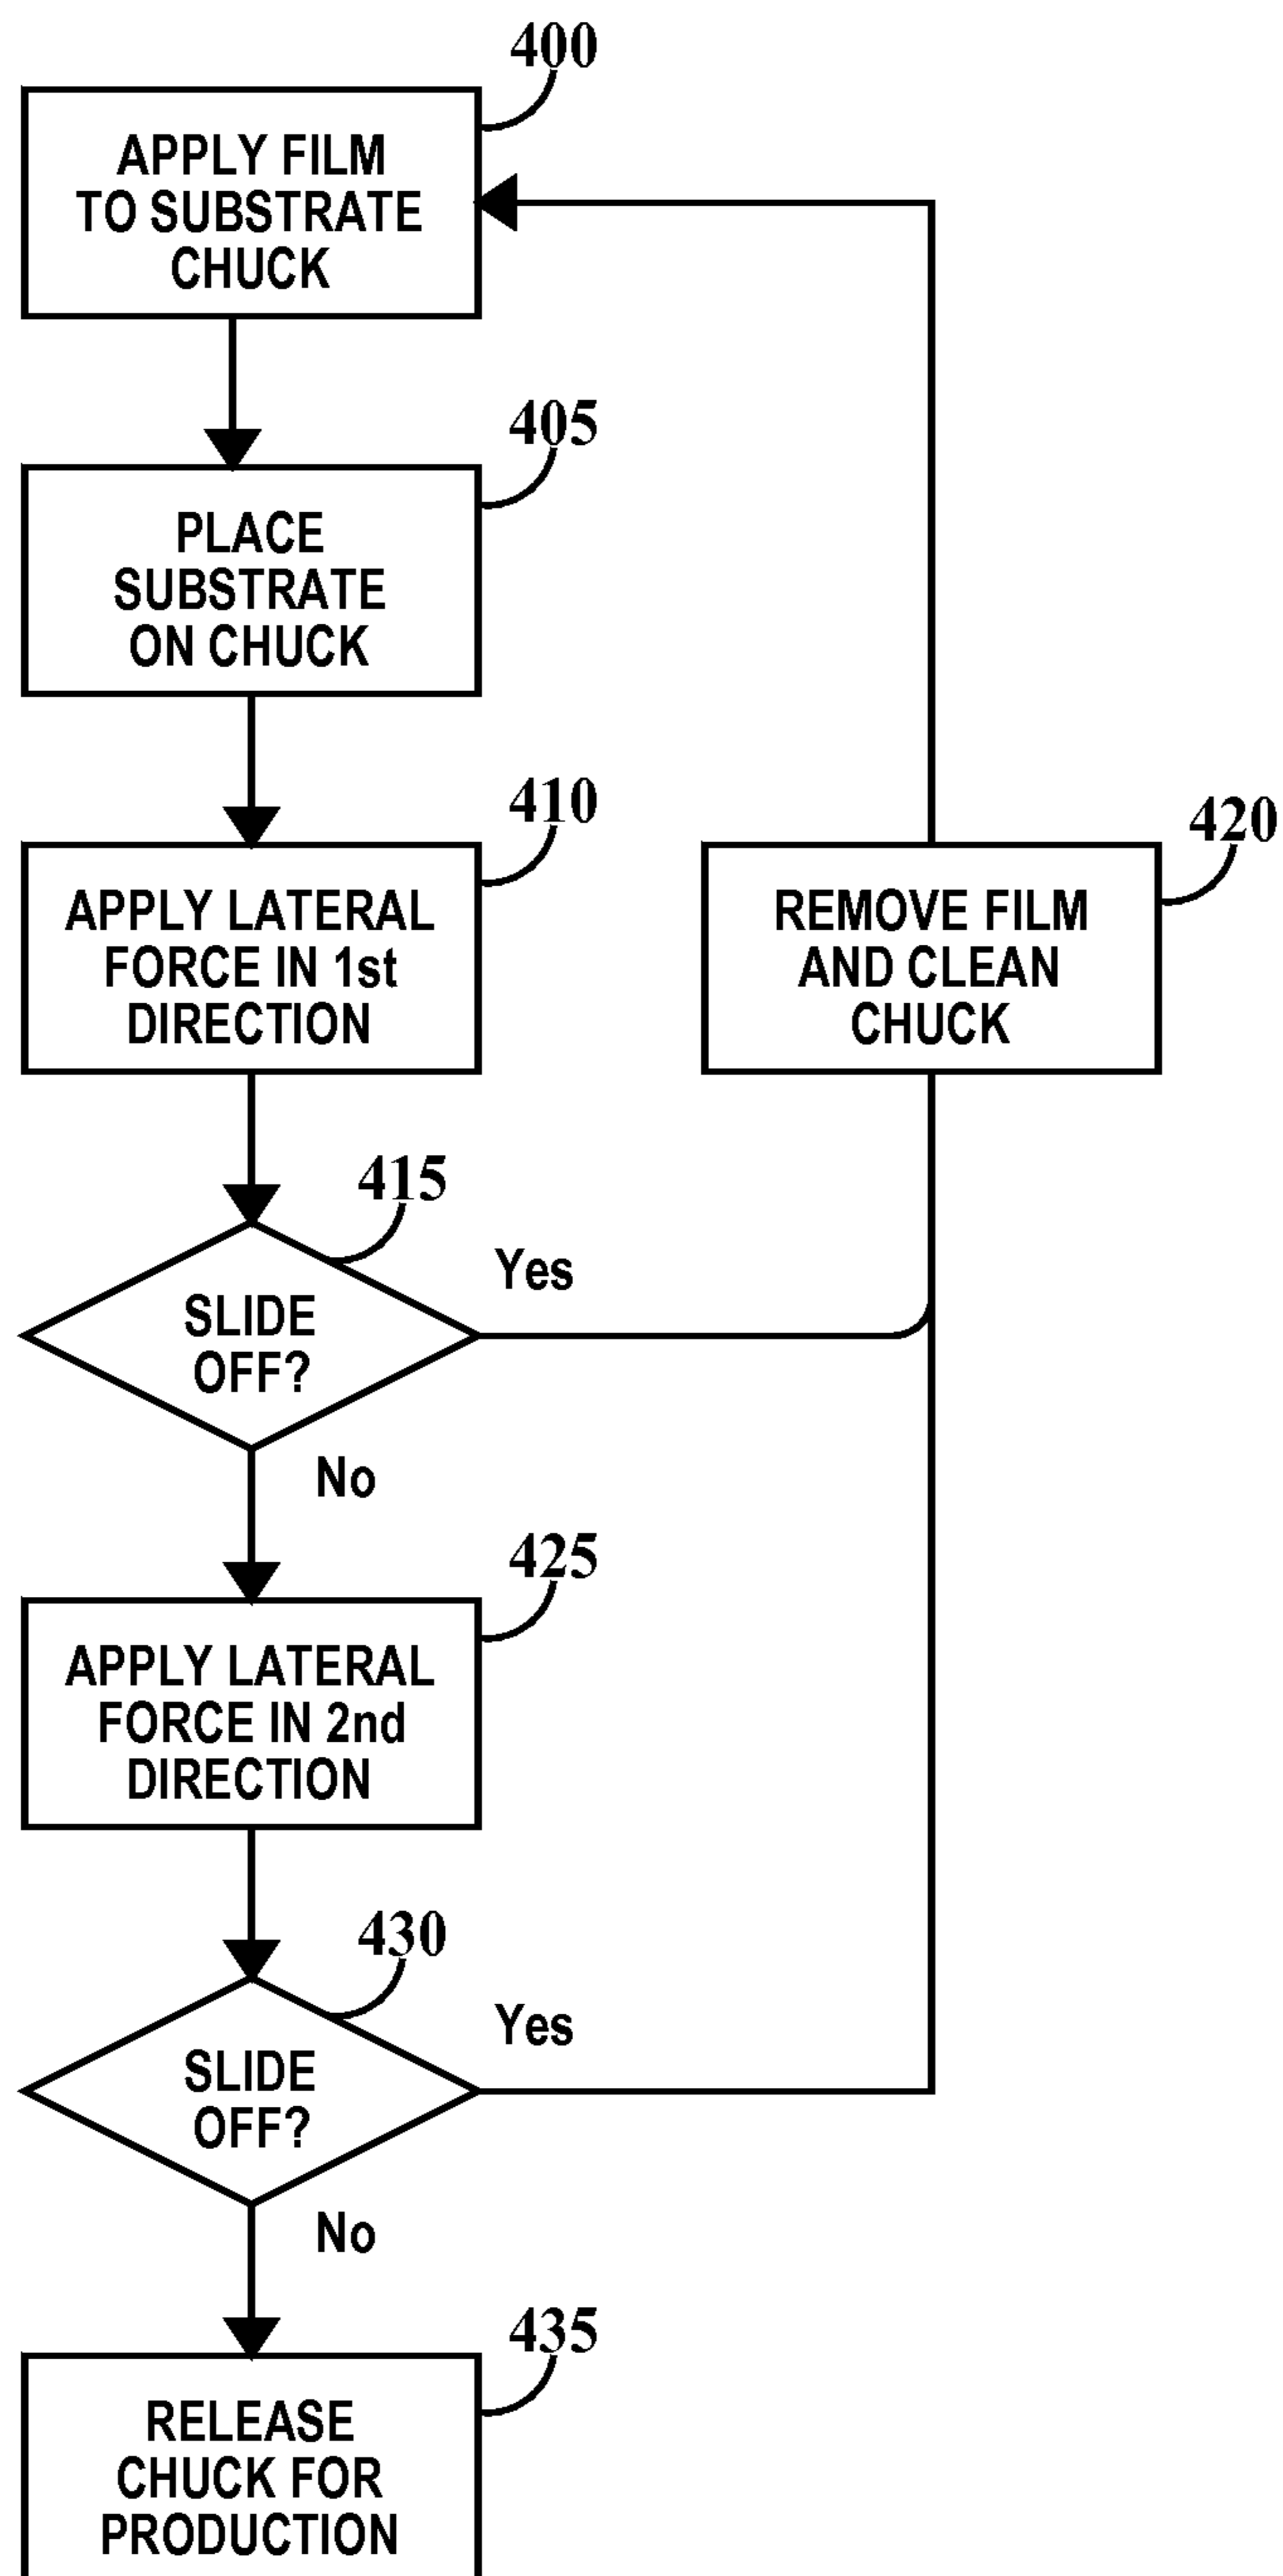 400
APPLY FILM
TO SUBSTRATE
CHUCK
405
PLACE
SUBSTRATE
ON CHUCK
410
APPLY LATERAL
FORCE IN 1st
DIRECTION
420
REMOVE FILM
AND CLEAN
CHUCK
415
SLIDE
OFF?
Yes
No
425
APPLY LATERAL
FORCE IN 2nd
DIRECTION
430
SLIDE
OFF?
Yes
No
435
RELEASE
CHUCK FOR
PRODUCTION